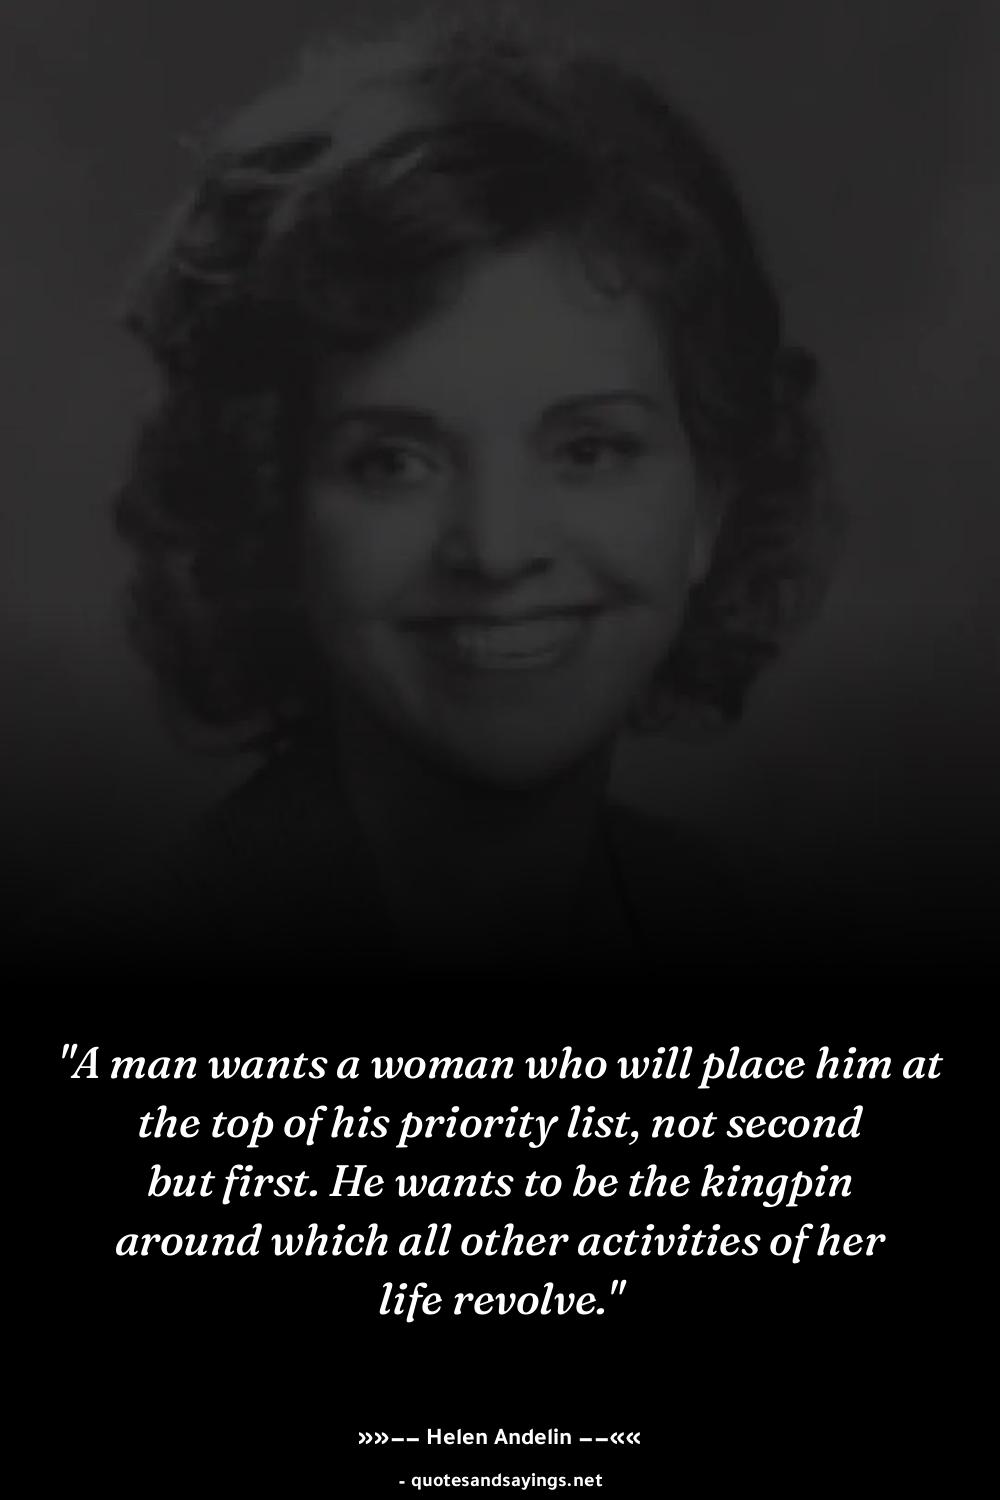 "A man wants a woman who will place him at
the top of his priority list, not second
but first. He wants to be the kingpin
around which all other activities of her
life revolve."
»»−− Helen Andelin −−««
- quotesandsayings.net